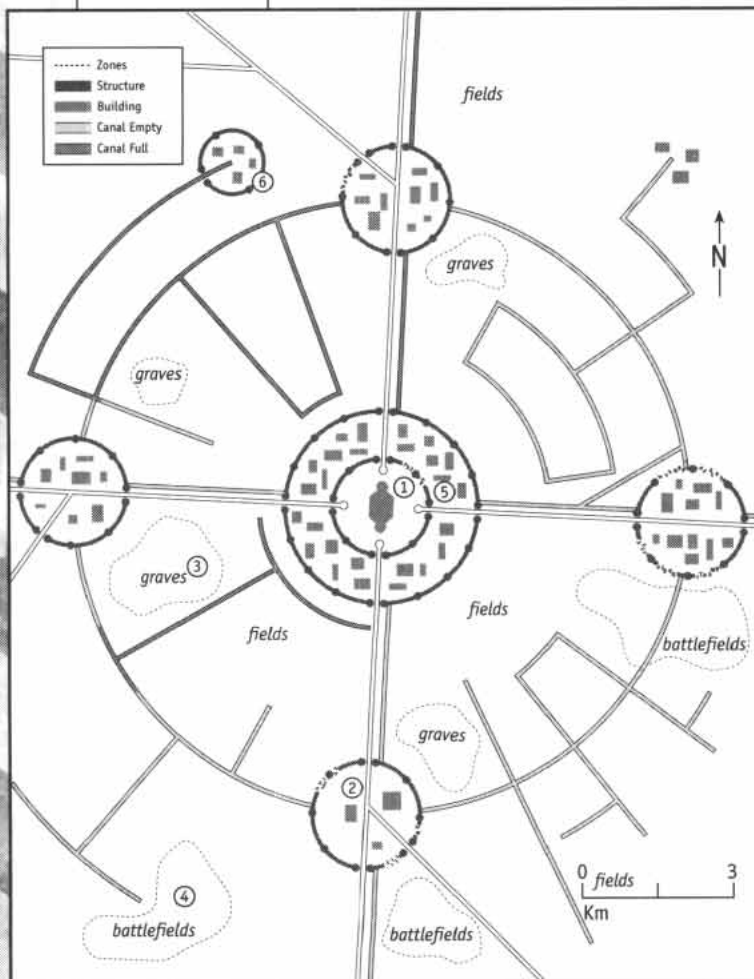 Zones
Structure
Building
Canal Empty
Canal Full
fields
6
N
graves
graves
1
5
graves 3
fields
fields
battlefields
graves
2
4
battlefields
battlefields
0 3
fields
Km